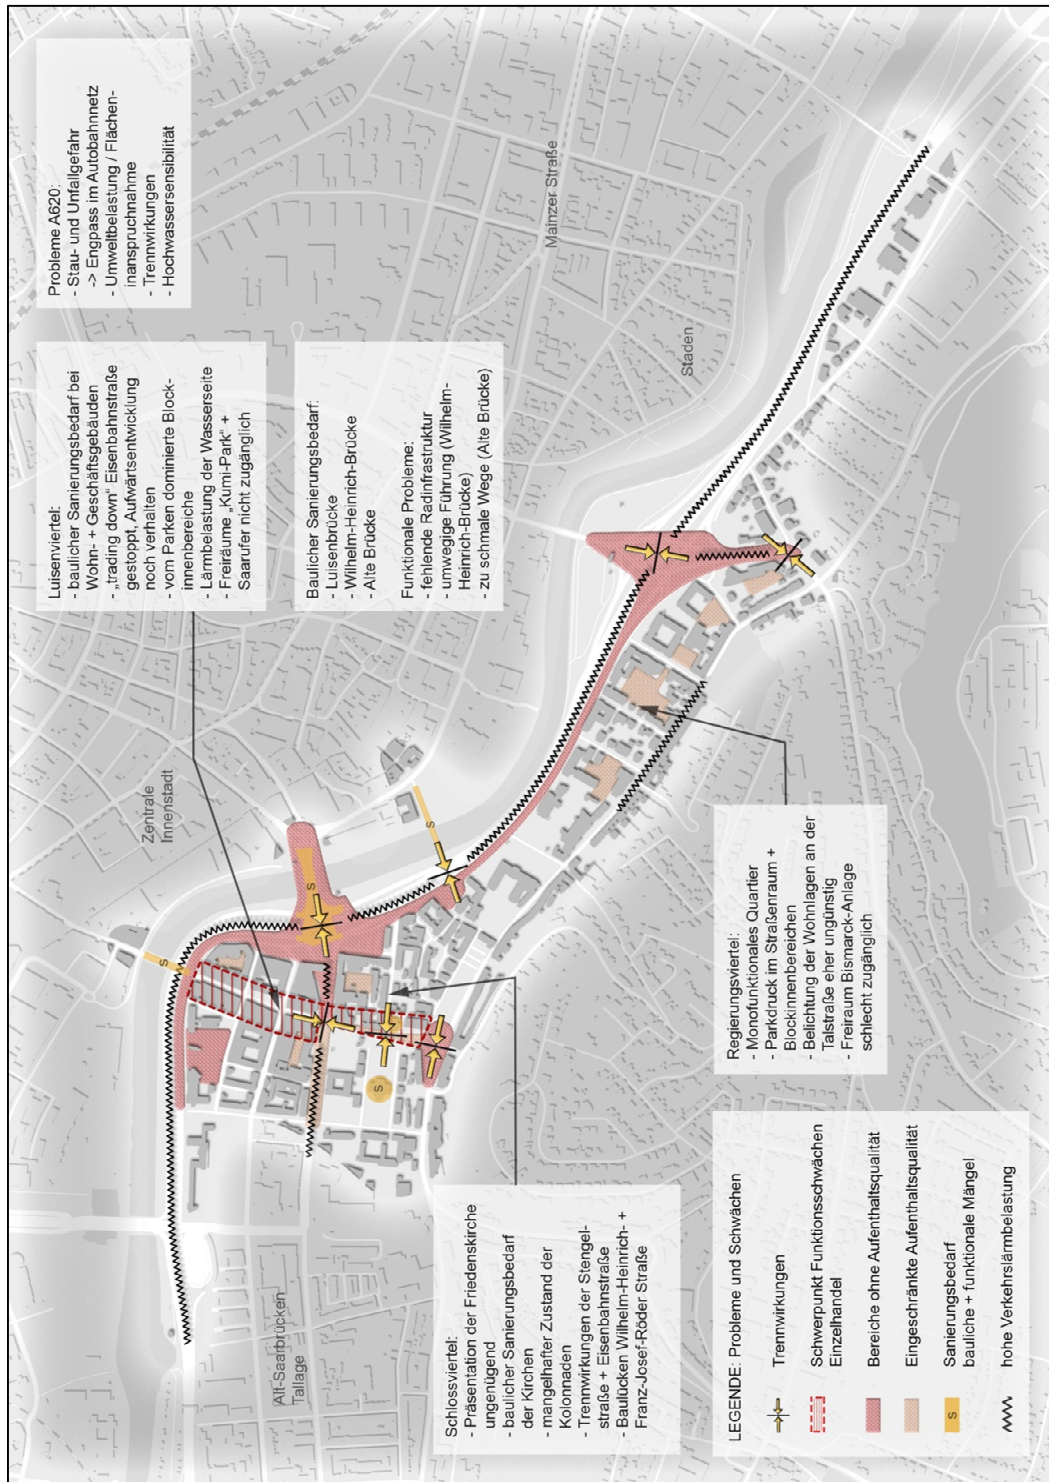 Probleme A620:
- Stau- und Unfallgefahr
-> Engpass im Autobahnnetz
- Umweltbelastung / Flächen-
inanspruchnahme
- Trennwirkungen
- Hochwassersensibilität
Luisenviertel:
- baulicher Sanierungsbedarf bei
Wohn- + Geschäftsgebäuden
- „trading down“ Eisenbahnstraße
gestoppt, Aufwärtsentwicklung
noch verhalten
- vom Parken dominierte Block-
innenbereiche
- Lärmbelastung der Wasserseite
- Freiräume „Kumi-Park“ +
Saarufer nicht zugänglich
Baulicher Sanierungsbedarf:
- Luisenbrücke
- Wilhelm-Heinrich-Brücke
- Alte Brücke
Funktionale Probleme:
- fehlende Radinfrastruktur
- umwegige Führung (Wilhelm-
Heinrich-Brücke)
- zu schmale Wege (Alte Brücke)
Mainzer Straße
Staden
Zentrale
Innenstadt
S
S
S
S
Alt-Saarbrücken
Tallage
Schlossviertel:
- Präsentation der Friedenskirche
ungenügend
- baulicher Sanierungsbedarf
der Kirchen
- mangelhafter Zustand der
Kolonnaden
- Trennwirkungen der Stengel-
straße + Eisenbahnstraße
- Baulücken Wilhelm-Heinrich- +
Franz-Josef-Röder Straße
Regierungsviertel:
- Monofunktionales Quartier
- Parkdruck im Straßenraum +
Blockinnenbereichen
- Belichtung der Wohnlagen an der
Talstraße eher ungünstig
- Freiraum Bismarck-Anlage
schlecht zugänglich
LEGENDE: Probleme und Schwächen
Trennwirkungen
Schwerpunkt Funktionsschwächen
Einzelhandel
Bereiche ohne Aufenthaltsqualität
Eingeschränkte Aufenthaltsqualität
S
Sanierungsbedarf
bauliche + funktionale Mängel
hohe Verkehrslärmbelastung